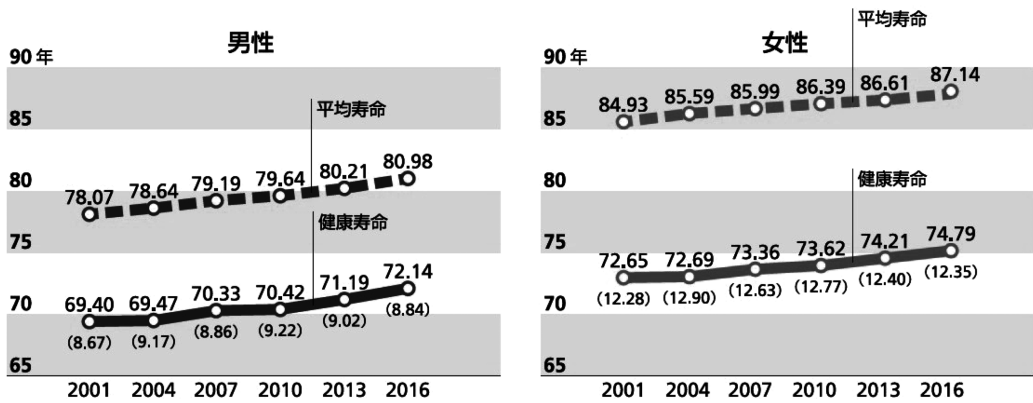 男性
90 年
85
80
75
70
65
平均寿命
78.07 78.64 79.19 79.64 80.21 80.98
健康寿命
69.40 69.47 70.33 70.42 71.19 72.14
(8.67) (9.17) (8.86) (9.22) (9.02) (8.84)
2001 2004 2007 2010 2013 2016
女性
90 年
85
80
75
70
65
平均寿命
84.93 85.59 85.99 86.39 86.61 87.14
健康寿命
72.65 72.69 73.36 73.62 74.21 74.79
(12.28) (12.90) (12.63) (12.77) (12.40) (12.35)
2001 2004 2007 2010 2013 2016